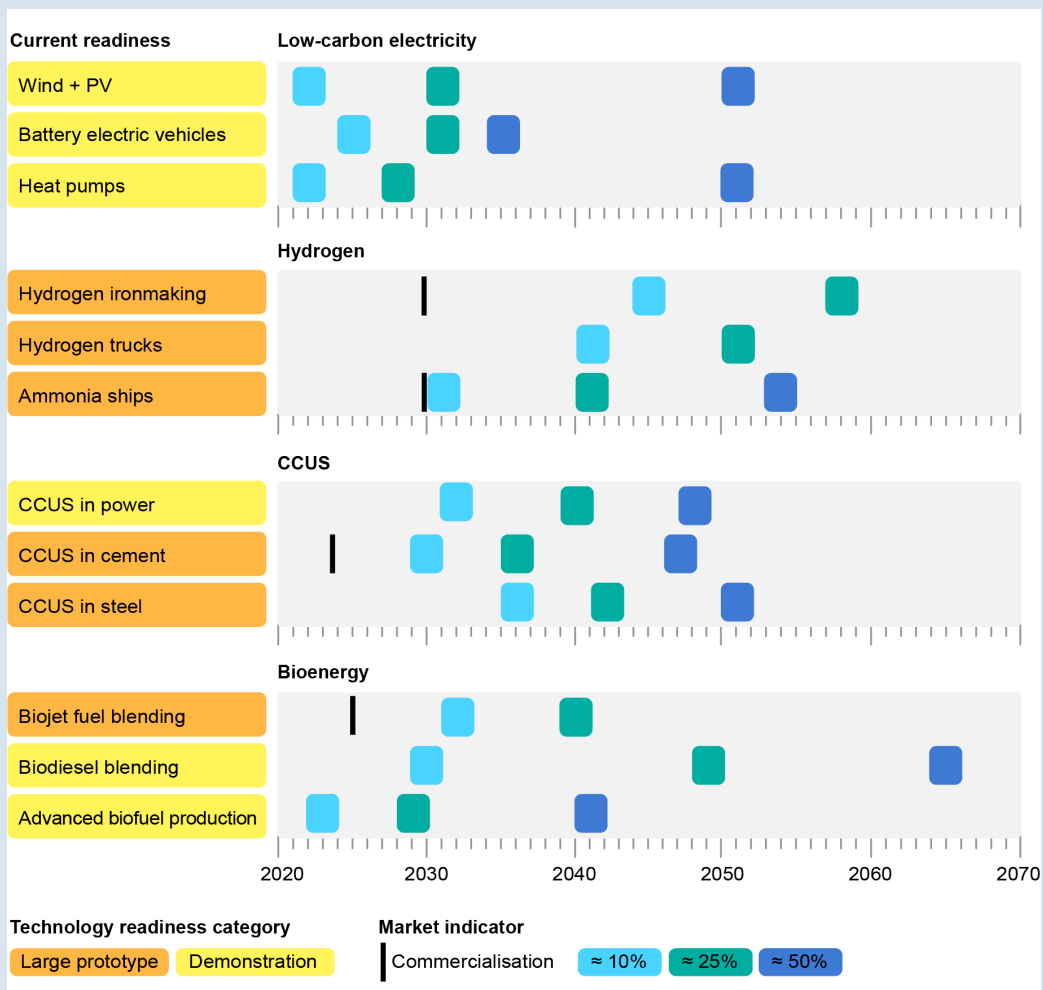 Current readiness
Low-carbon electricity
Wind + PV
Battery electric vehicles
Heat pumps
Hydrogen
Hydrogen ironmaking
Hydrogen trucks
Ammonia ships
CCUS
CCUS in power
CCUS in cement
CCUS in steel
Bioenergy
Biojet fuel blending
Biodiesel blending
Advanced biofuel production
2020 2030 2040 2050 2060 2070
Technology readiness category
Market indicator
Large prototype Demonstration
Commercialisation ≈ 10% ≈ 25% ≈ 50%